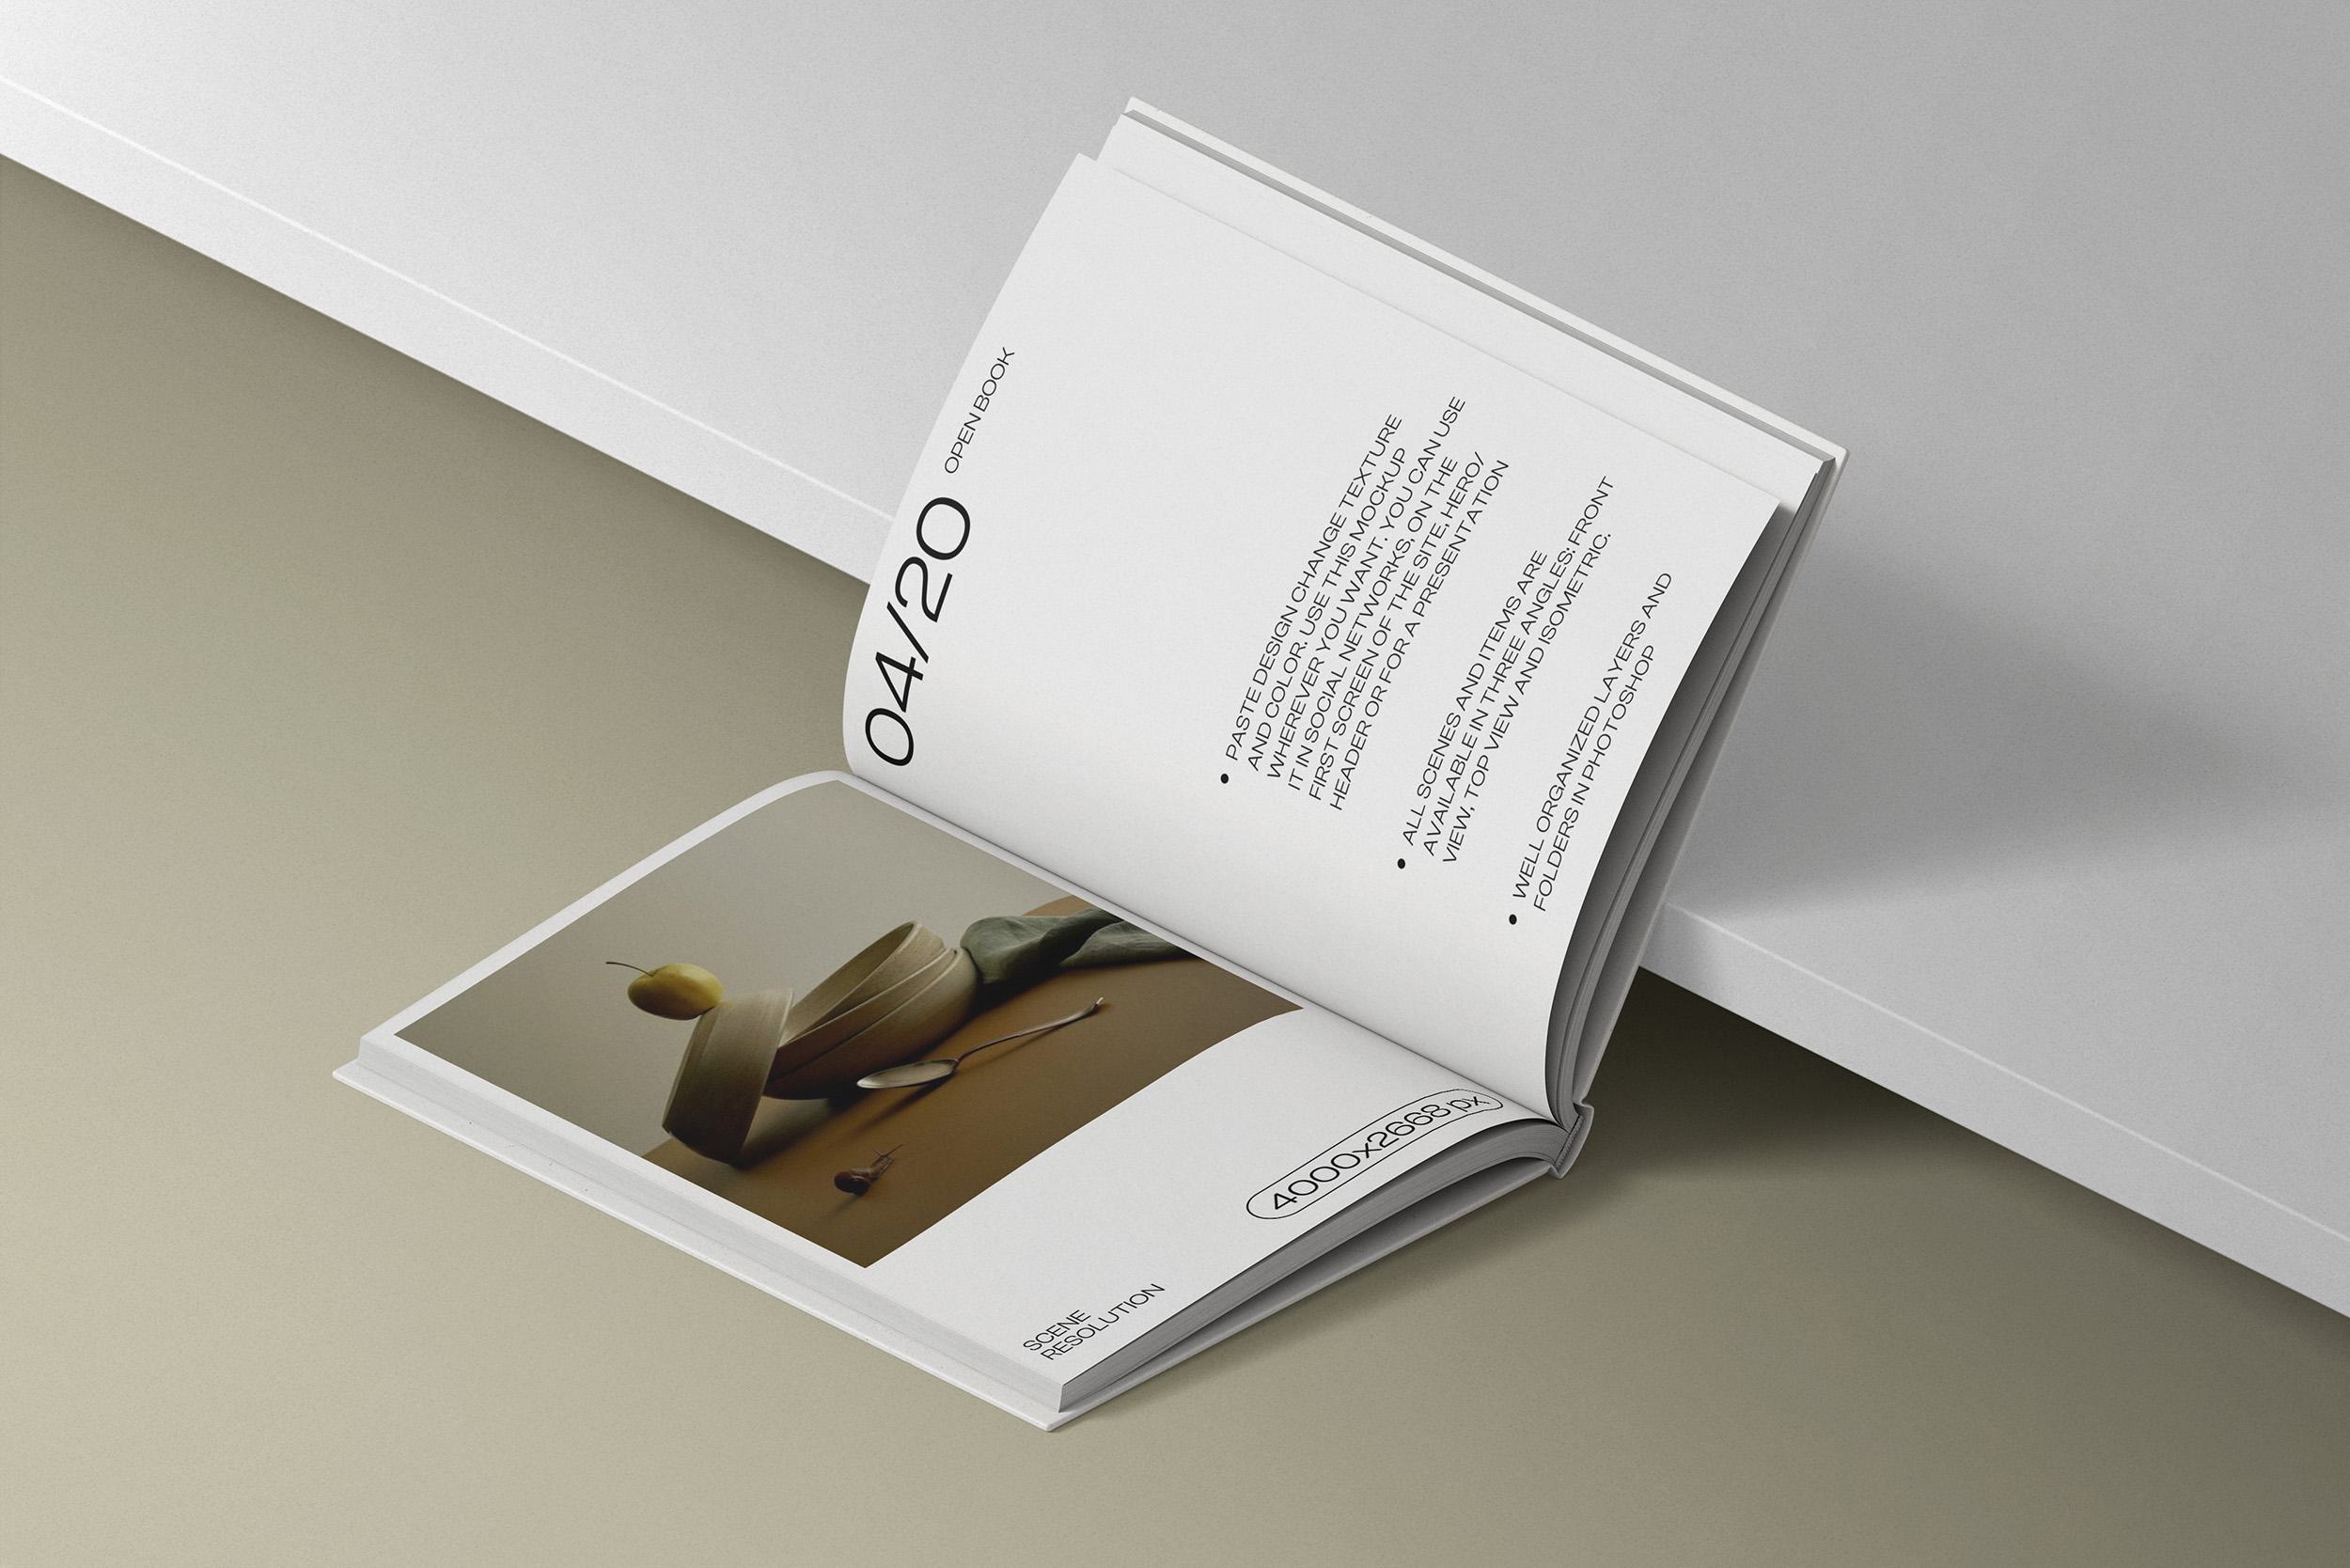 04/20 OPEN BOOK
PASTE DESIGN CHANGE TEXTURE
AND COLOR. USE THIS MOCKUP
WHEREVER YOU WANT. YOU CAN USE
IT IN SOCIAL NETWORKS, ON THE
FIRST SCREEN OF THE SITE, HERO/
HEADER OR FOR A PRESENTATION
ALL SCENES AND ITEMS ARE
AVAILABLE IN THREE ANGLES: FRONT
VIEW, TOP VIEW AND ISOMETRIC.
WELL ORGANIZED LAYERS AND
FOLDERS IN PHOTOSHOP
4000x2668 px
SCENE
RESOLUTION